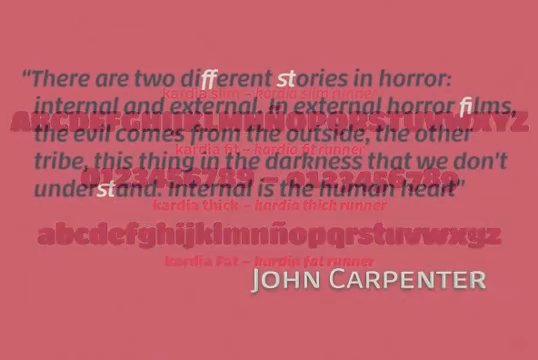 “There are two different stories in horror:
kardia slim – kardia slim runner
internal and external. In external horror films,
ABCDEFGHIJKLMNÑOPQRSTUVWXYZ
the evil comes from the outside, the other
kardia fit – kardia fit runner
tribe, this thing in the darkness that we don't
0123456789 – 0123456789
understand. Internal is the human heart”
kardia thick – kardia thick runner
abcdefghijklmnñopqrstuvwxyz
kardia fat – kardia fat runner
JOHN CARPENTER